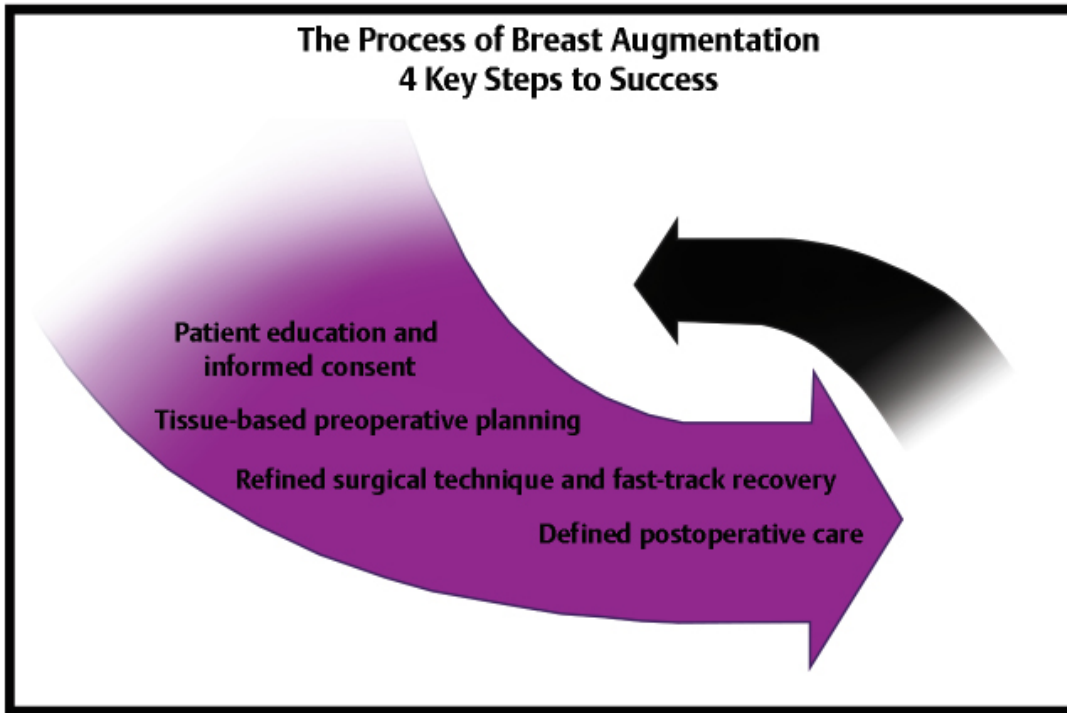 The Process of Breast Augmentation
4 Key Steps to Success
Patient education and
informed consent
Tissue-based preoperative planning
Refined surgical technique and fast-track recovery
Defined postoperative care